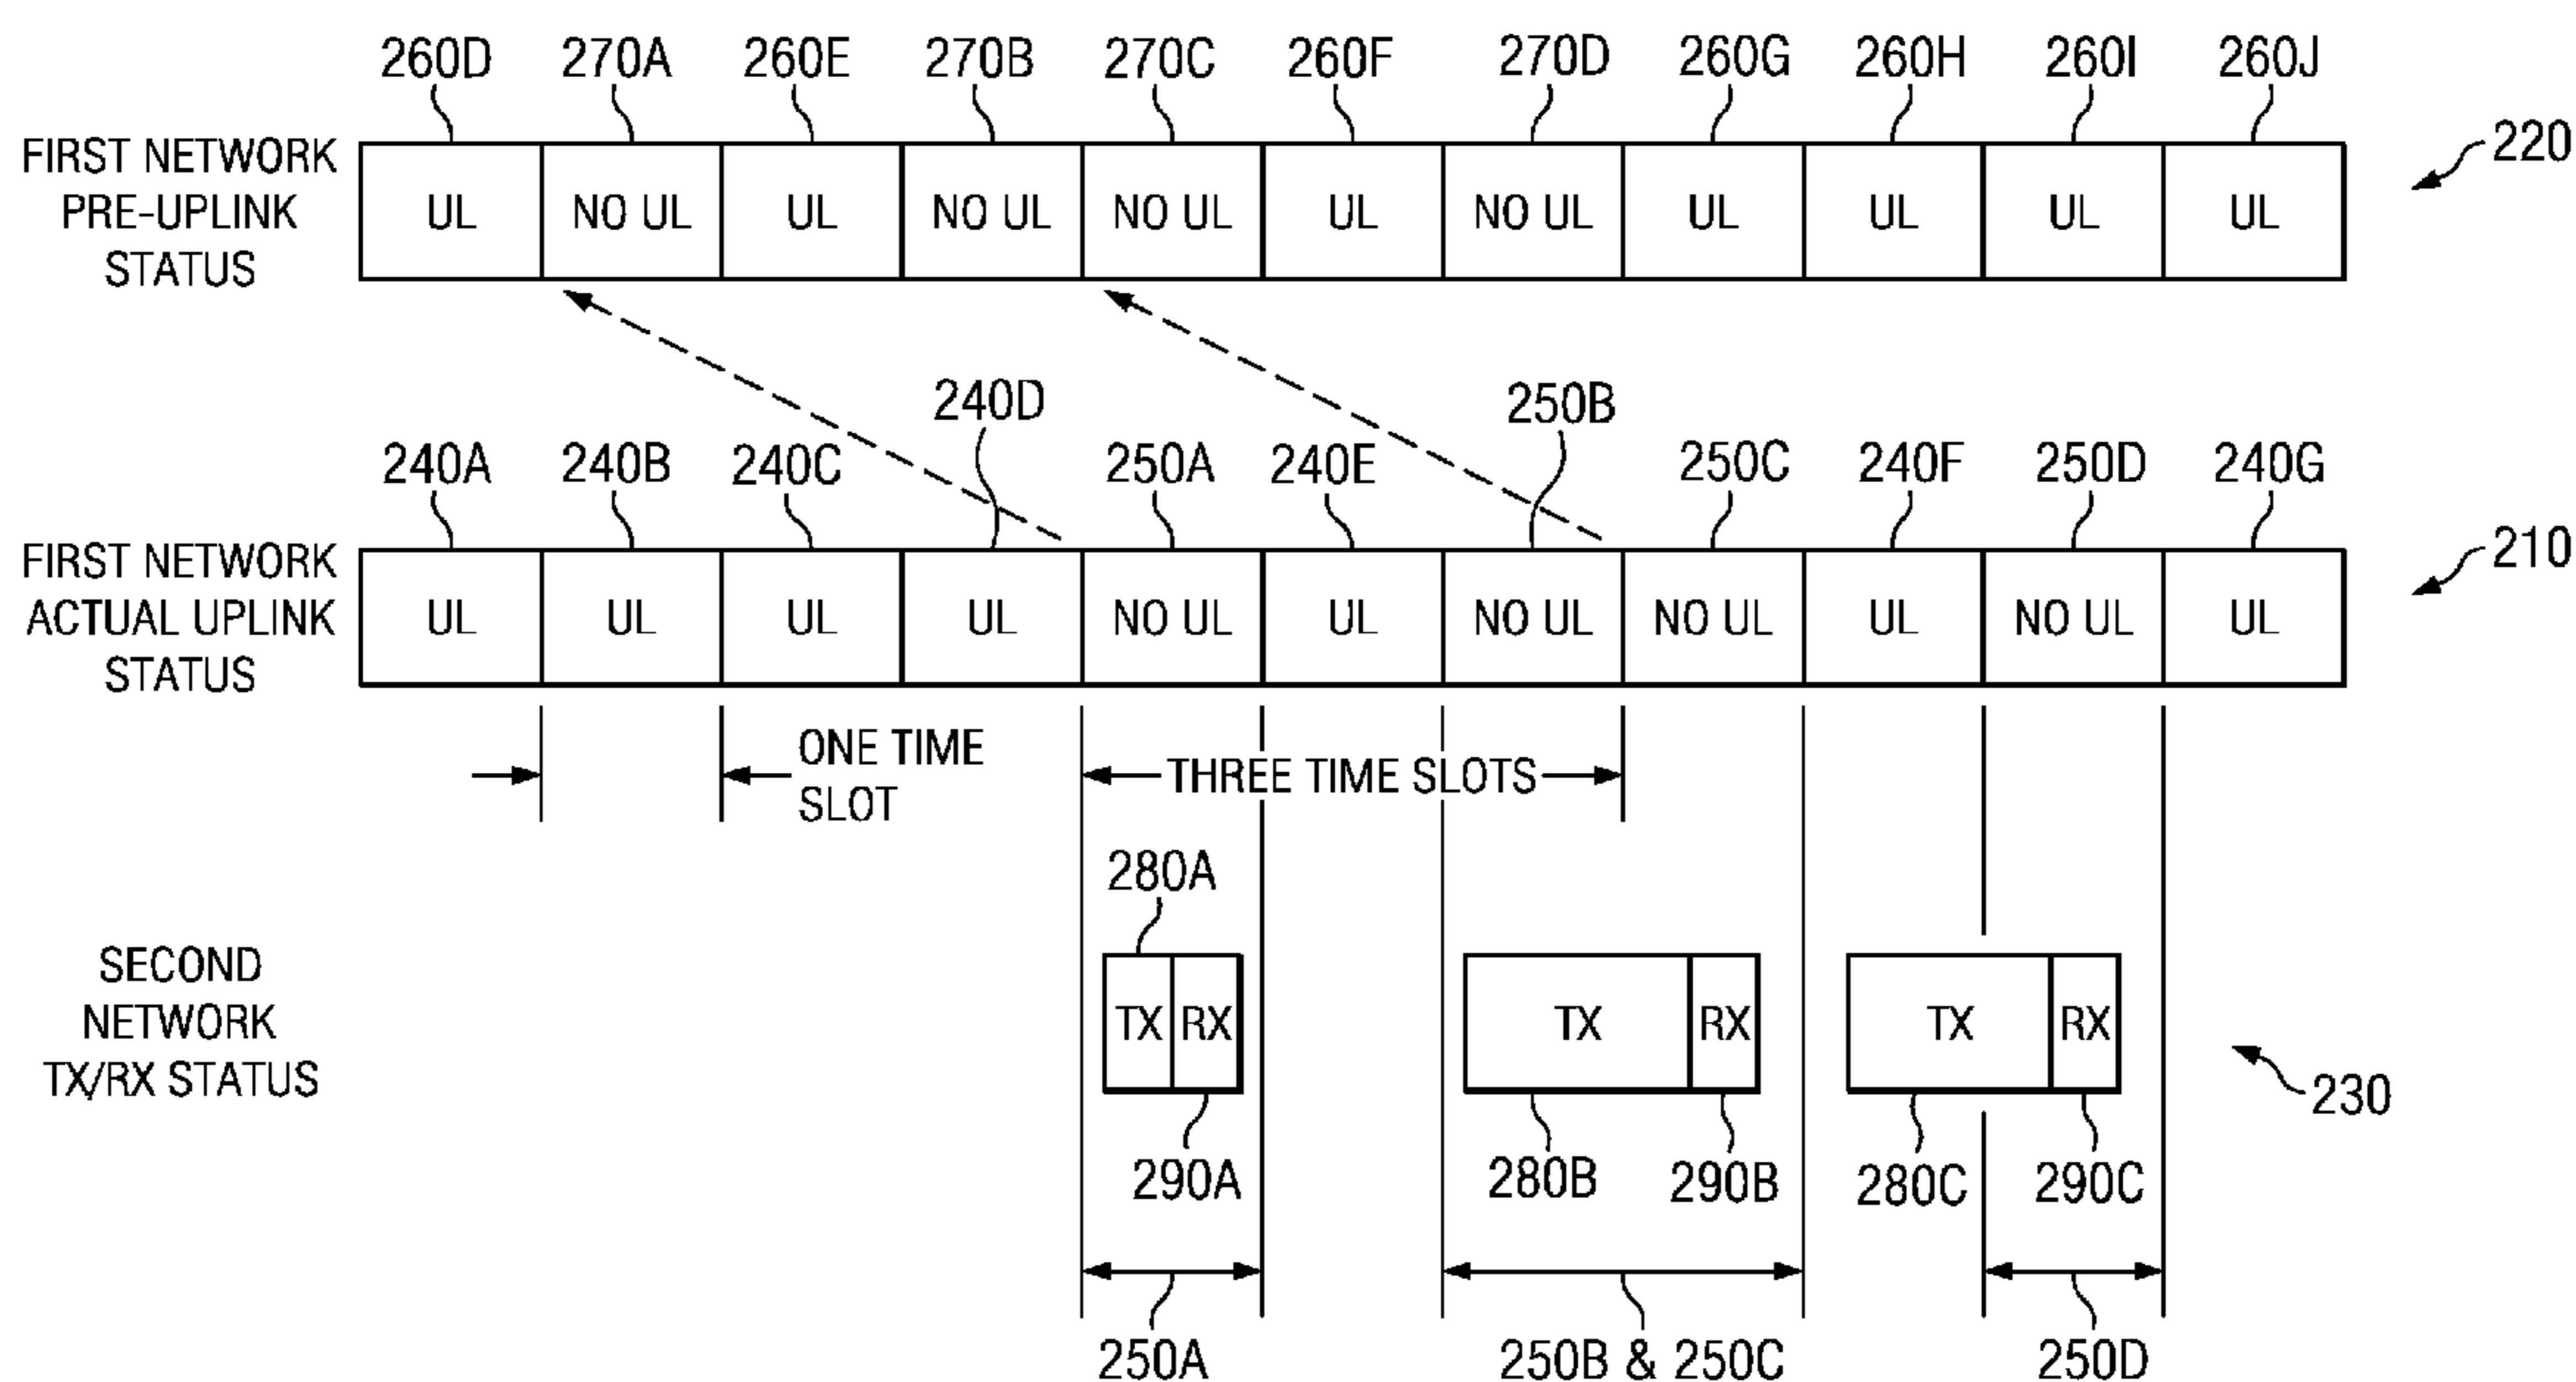 260D 270A 260E 270B 270C 260F 270D 260G 260H 260I 260J
220
FIRST NETWORK
PRE-UPLINK
STATUS
UL NO UL UL NO UL NO UL UL NO UL UL UL UL UL
240D 250B
240A 240B 240C 250A 240E 250C 240F 250D 240G
210
FIRST NETWORK
ACTUAL UPLINK
STATUS
UL UL UL UL NO UL UL NO UL NO UL UL NO UL UL
ONE TIME
SLOT
THREE TIME SLOTS
280A
SECOND
NETWORK
TX/RX STATUS
TX RX TX RX TX RX
230
290A 280B 290B 280C 290C
250A 250B & 250C 250D